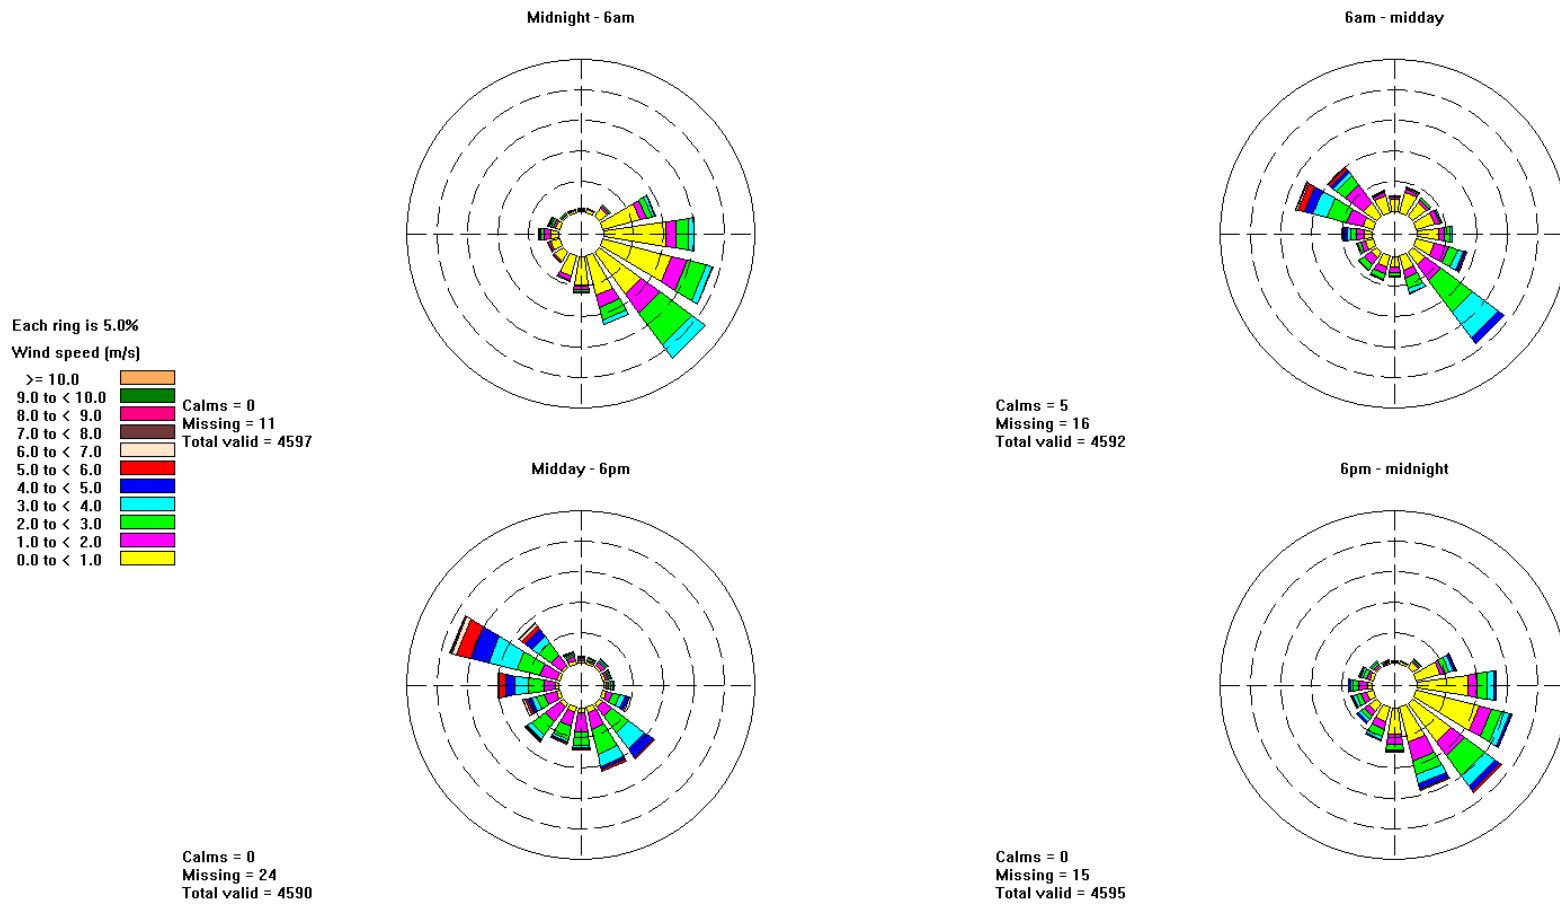 Midnight - 6am
6am - midday
Each ring is 5.0%
Wind speed (m/s)
>= 10.0
9.0 to < 10.0
8.0 to < 9.0
7.0 to < 8.0
6.0 to < 7.0
5.0 to < 6.0
4.0 to < 5.0
3.0 to < 4.0
2.0 to < 3.0
1.0 to < 2.0
0.0 to < 1.0
Calms = 0
Missing = 11
Total valid = 4597
Calms = 5
Missing = 16
Total valid = 4592
Midday - 6pm
6pm - midnight
Calms = 0
Missing = 24
Total valid = 4590
Calms = 0
Missing = 15
Total valid = 4595